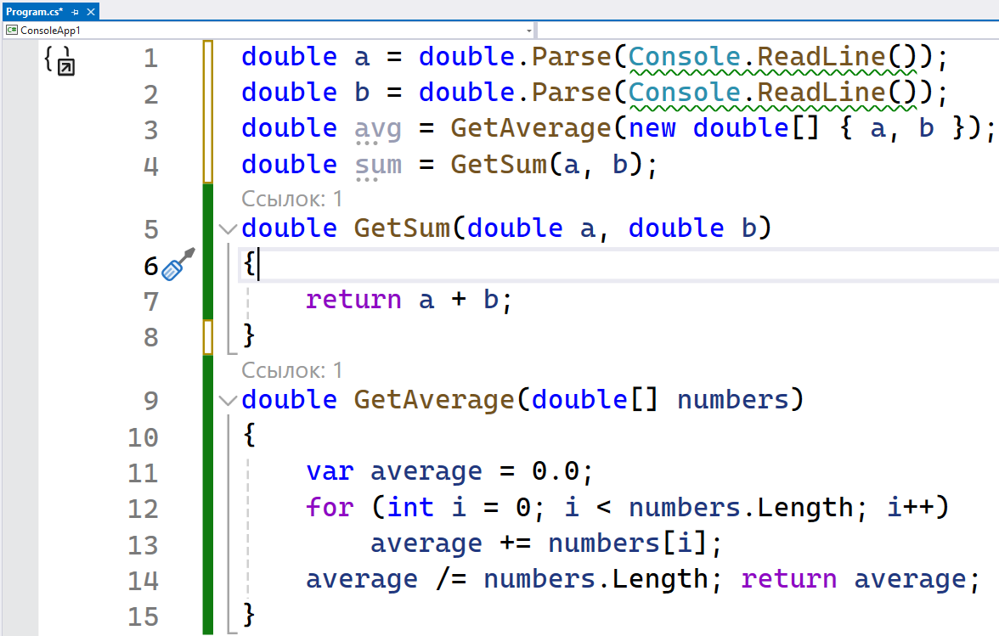 Program.cs*
C# ConsoleApp1
1 double a = double.Parse(Console.ReadLine());
2 double b = double.Parse(Console.ReadLine());
3 double avg = GetAverage(new double[] { a, b });
4 double sum = GetSum(a, b);
Ссылок: 1
5 double GetSum(double a, double b)
6 {
7 return a + b;
8 }
Ссылок: 1
9 double GetAverage(double[] numbers)
10 {
11 var average = 0.0;
12 for (int i = 0; i < numbers.Length; i++)
13 average += numbers[i];
14 average /= numbers.Length; return average;
15 }